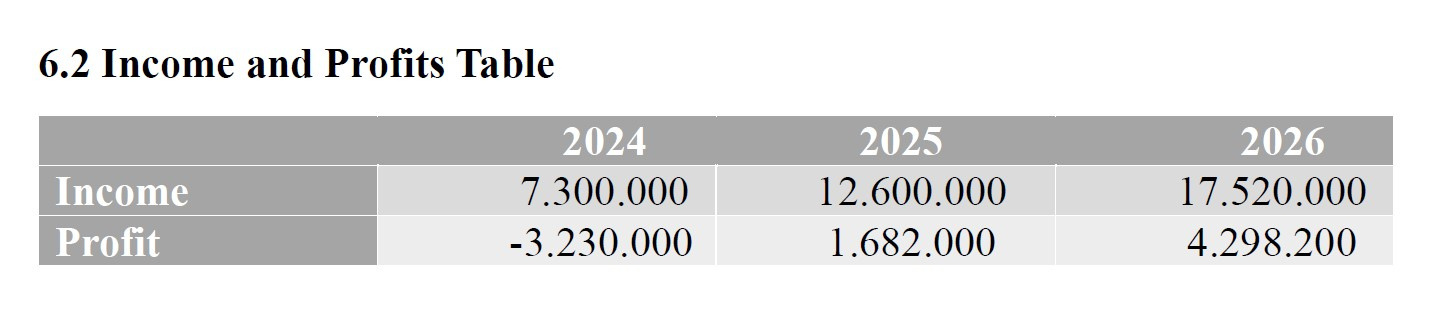 6.2 Income and Profits Table
2024 2025 2026
Income 7.300.000 12.600.000 17.520.000
Profit -3.230.000 1.682.000 4.298.200